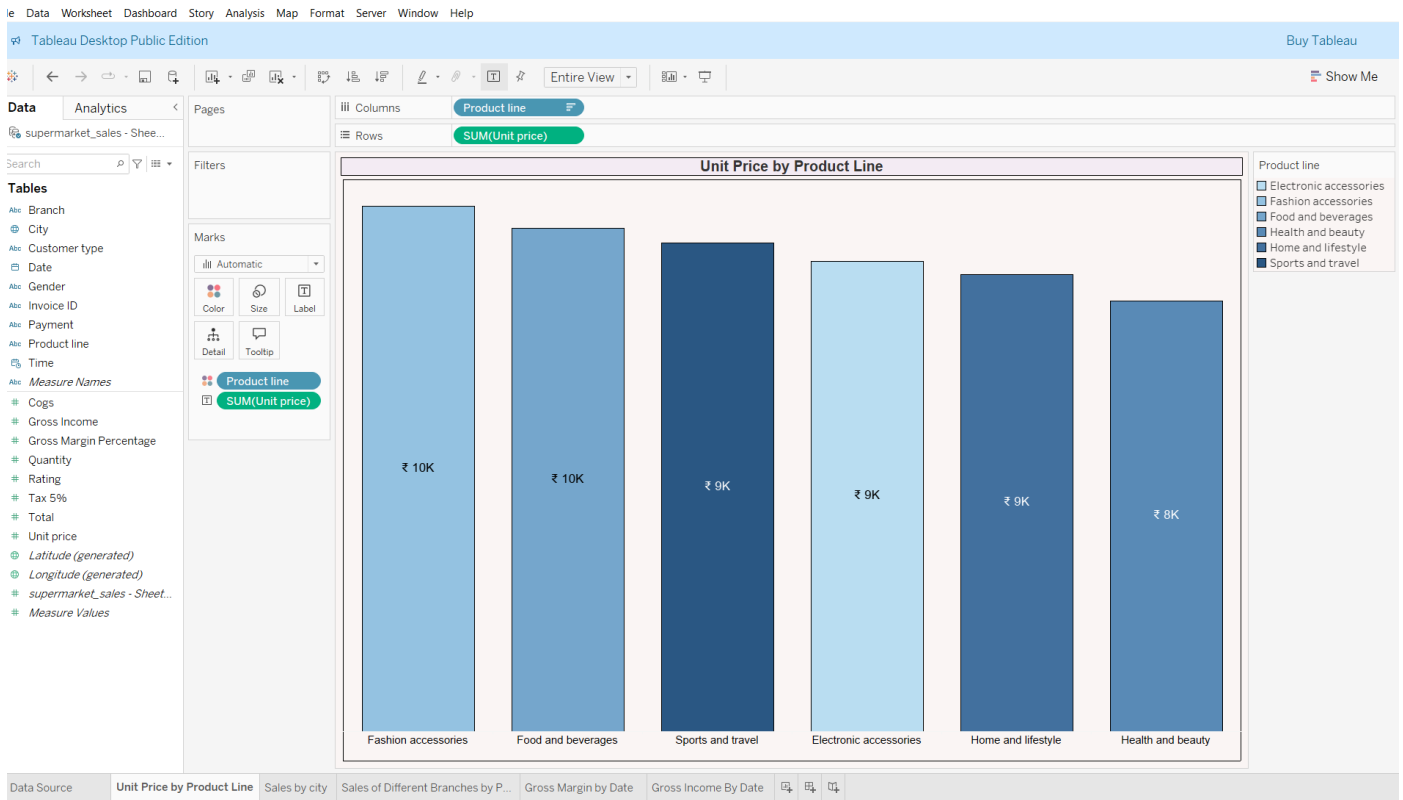 le Data Worksheet Dashboard Story Analysis Map Format Server Window Help
Tableau Desktop Public Edition Buy Tableau
Entire View Show Me
Data Analytics
supermarket_sales - Shee...
Search
Tables
Abc Branch
City
Abc Customer type
Date
Abc Gender
Abc Invoice ID
Abc Payment
Abc Product line
Time
Abc Measure Names
# Cogs
# Gross Income
# Gross Margin Percentage
# Quantity
# Rating
# Tax 5%
# Total
# Unit price
Latitude (generated)
Longitude (generated)
# supermarket_sales - Sheet...
# Measure Values
Pages
Filters
Marks
Automatic
Color Size Label
Detail Tooltip
Product line
SUM(Unit price)
Columns Product line
Rows SUM(Unit price)
Unit Price by Product Line
₹ 10K
₹ 10K
₹ 9K
₹ 9K
₹ 9K
₹ 8K
Fashion accessories Food and beverages Sports and travel Electronic accessories Home and lifestyle Health and beauty
Product line
Electronic accessories
Fashion accessories
Food and beverages
Health and beauty
Home and lifestyle
Sports and travel
Data Source Unit Price by Product Line Sales by city Sales of Different Branches by P... Gross Margin by Date Gross Income By Date